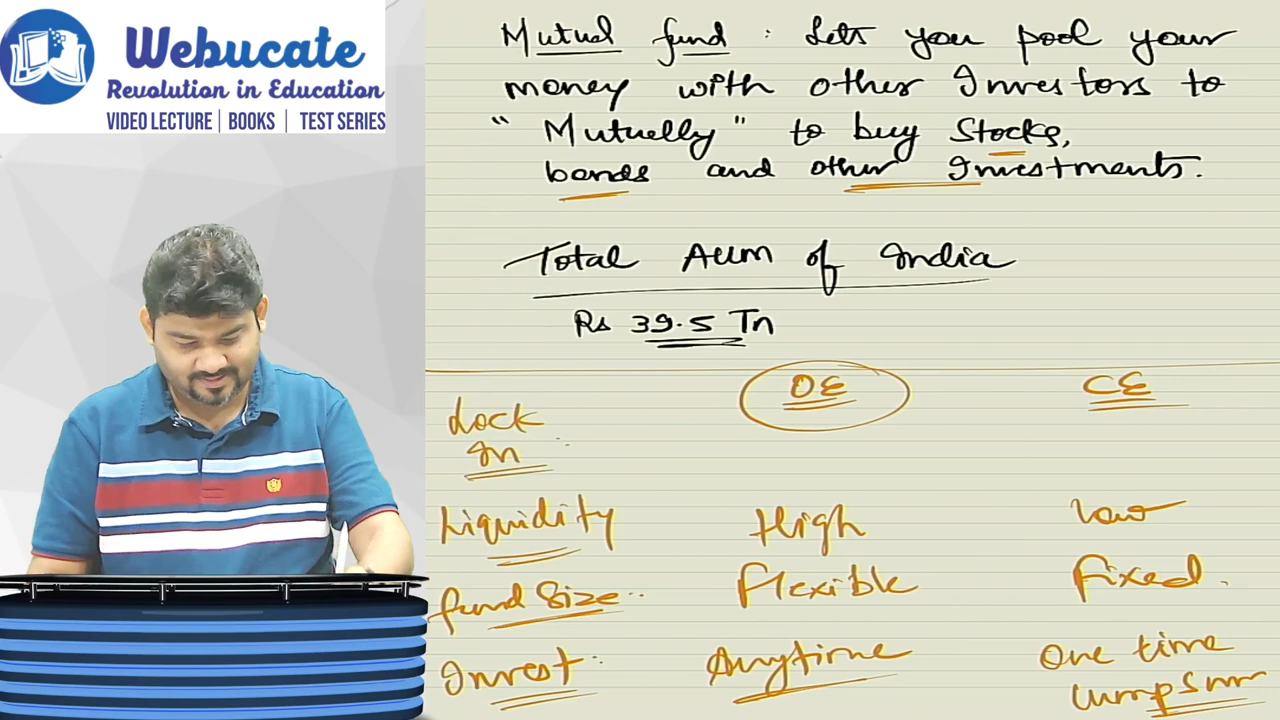 Webucate
Revolution in Education
VIDEO LECTURE | BOOKS | TEST SERIES
Mutual fund : Lets you pool your
money with other Investors to
"Mutuelly" to buy Stocks,
bonds and other Investments.
Total AUM of India
Rs 39.5 Tn
OE CE
Lock
In
Liquidity High Low
Fund Size Flexible Fixed.
Invest Anytime One time
Lumpsum